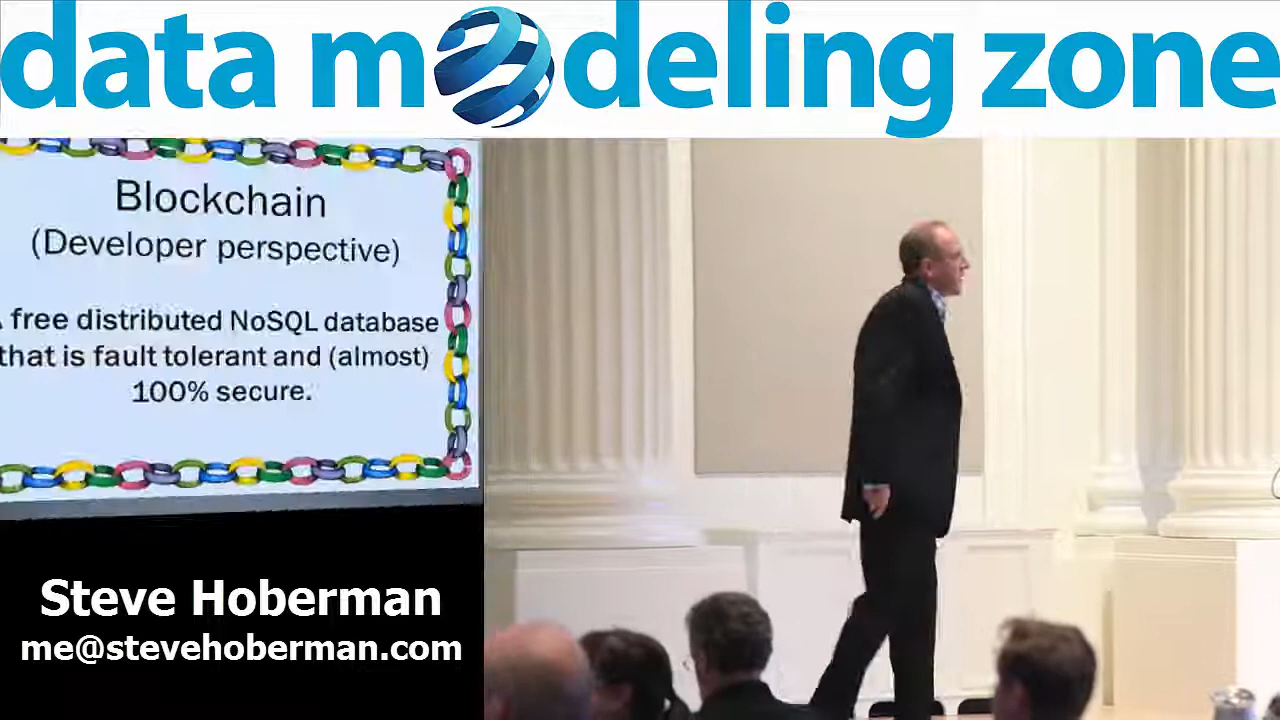 data modeling zone
Blockchain
(Developer perspective)
free distributed NoSQL database
that is fault tolerant and (almost)
100% secure.
Steve Hoberman
me@stevehoberman.com